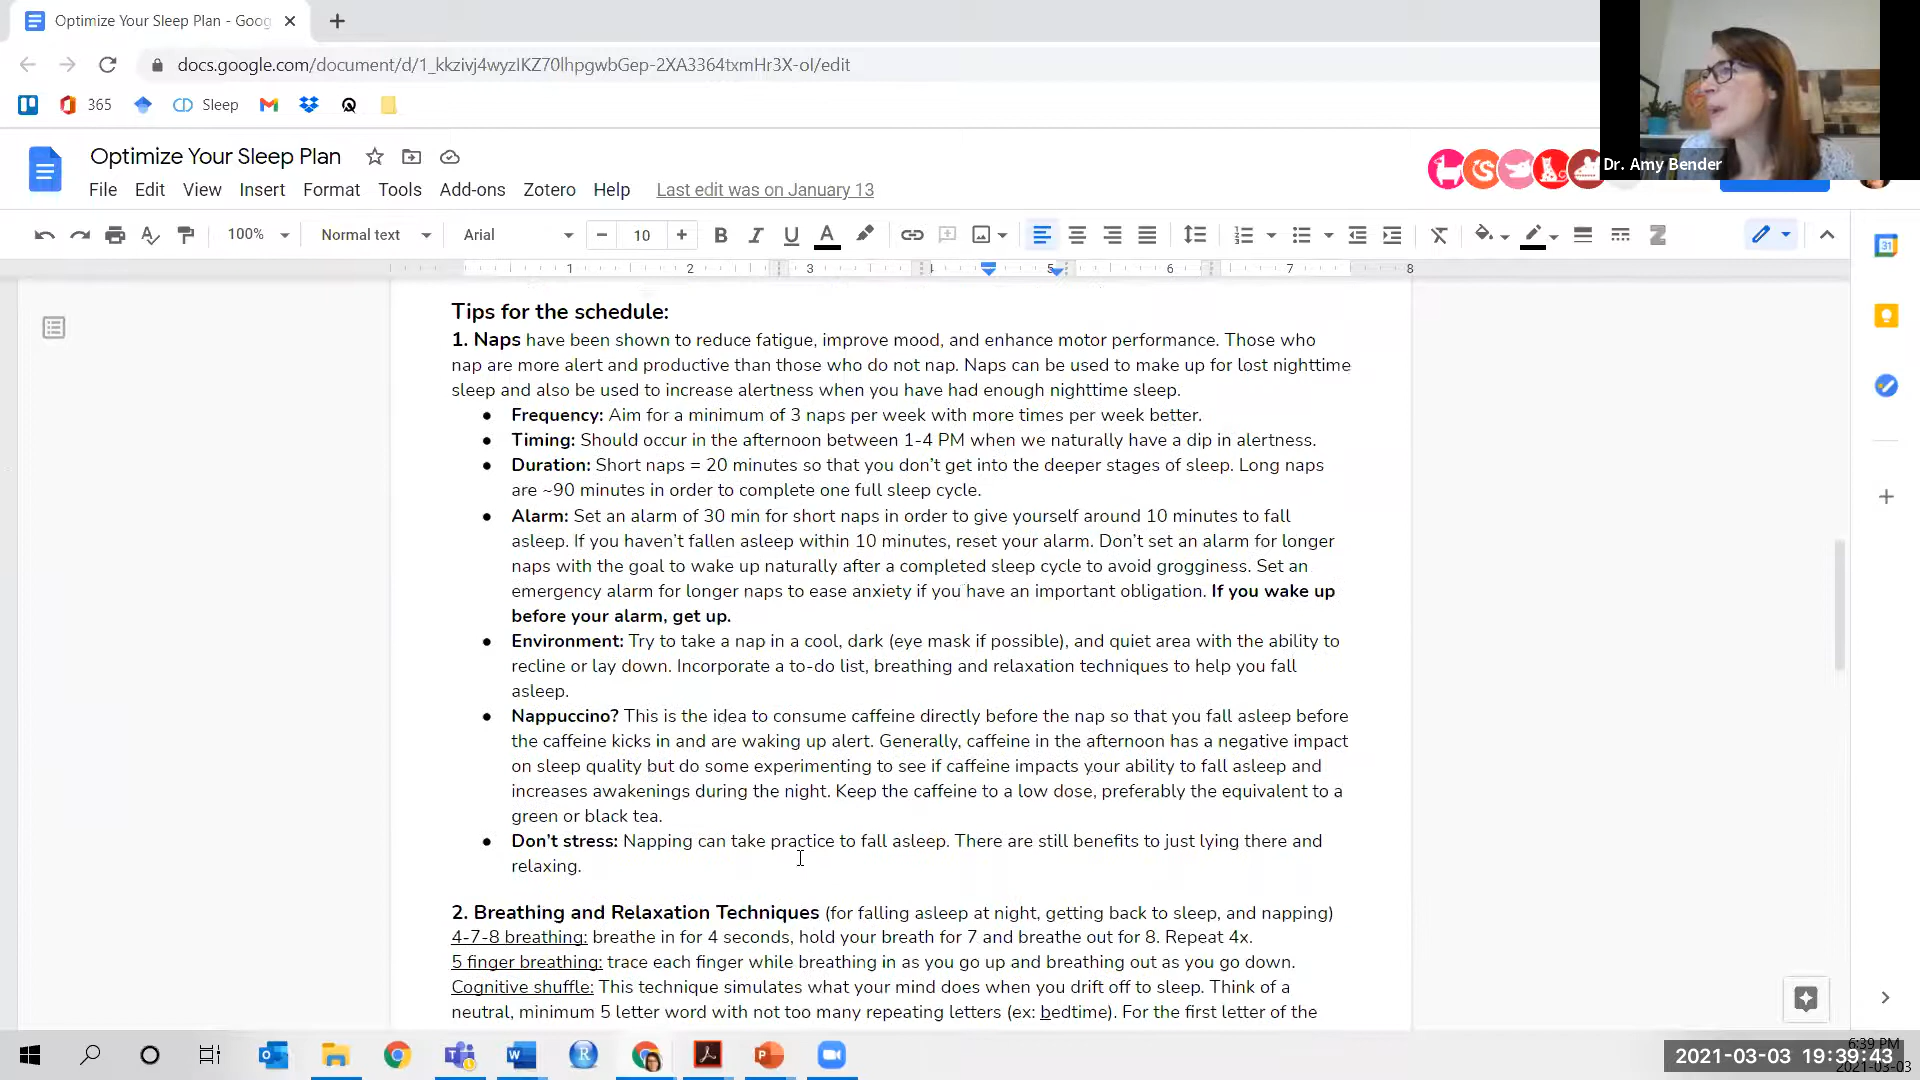 Optimize Your Sleep Plan - Goog
docs.google.com/document/d/1_kkzivj4wyzIKZ70lhpgwbGep-2XA3364txmHr3X-oI/edit
365
Sleep
Dr. Amy Bender
Optimize Your Sleep Plan
File Edit View Insert Format Tools Add-ons Zotero Help Last edit was on January 13
100% Normal text Arial 10 B I U A
1 2 3 4 5 6 7 8
31
Tips for the schedule:
1. Naps have been shown to reduce fatigue, improve mood, and enhance motor performance. Those who
nap are more alert and productive than those who do not nap. Naps can be used to make up for lost nighttime
sleep and also be used to increase alertness when you have had enough nighttime sleep.
● Frequency: Aim for a minimum of 3 naps per week with more times per week better.
● Timing: Should occur in the afternoon between 1-4 PM when we naturally have a dip in alertness.
● Duration: Short naps = 20 minutes so that you don't get into the deeper stages of sleep. Long naps
are ~90 minutes in order to complete one full sleep cycle.
● Alarm: Set an alarm of 30 min for short naps in order to give yourself around 10 minutes to fall
asleep. If you haven't fallen asleep within 10 minutes, reset your alarm. Don't set an alarm for longer
naps with the goal to wake up naturally after a completed sleep cycle to avoid grogginess. Set an
emergency alarm for longer naps to ease anxiety if you have an important obligation. If you wake up
before your alarm, get up.
● Environment: Try to take a nap in a cool, dark (eye mask if possible), and quiet area with the ability to
recline or lay down. Incorporate a to-do list, breathing and relaxation techniques to help you fall
asleep.
● Nappuccino? This is the idea to consume caffeine directly before the nap so that you fall asleep before
the caffeine kicks in and are waking up alert. Generally, caffeine in the afternoon has a negative impact
on sleep quality but do some experimenting to see if caffeine impacts your ability to fall asleep and
increases awakenings during the night. Keep the caffeine to a low dose, preferably the equivalent to a
green or black tea.
● Don't stress: Napping can take practice to fall asleep. There are still benefits to just lying there and
relaxing.
2. Breathing and Relaxation Techniques (for falling asleep at night, getting back to sleep, and napping)
4-7-8 breathing: breathe in for 4 seconds, hold your breath for 7 and breathe out for 8. Repeat 4x.
5 finger breathing: trace each finger while breathing in as you go up and breathing out as you go down.
Cognitive shuffle: This technique simulates what your mind does when you drift off to sleep. Think of a
neutral, minimum 5 letter word with not too many repeating letters (ex: bedtime). For the first letter of the
6:39 PM
2021-03-03 19:39:43
2021-03-03